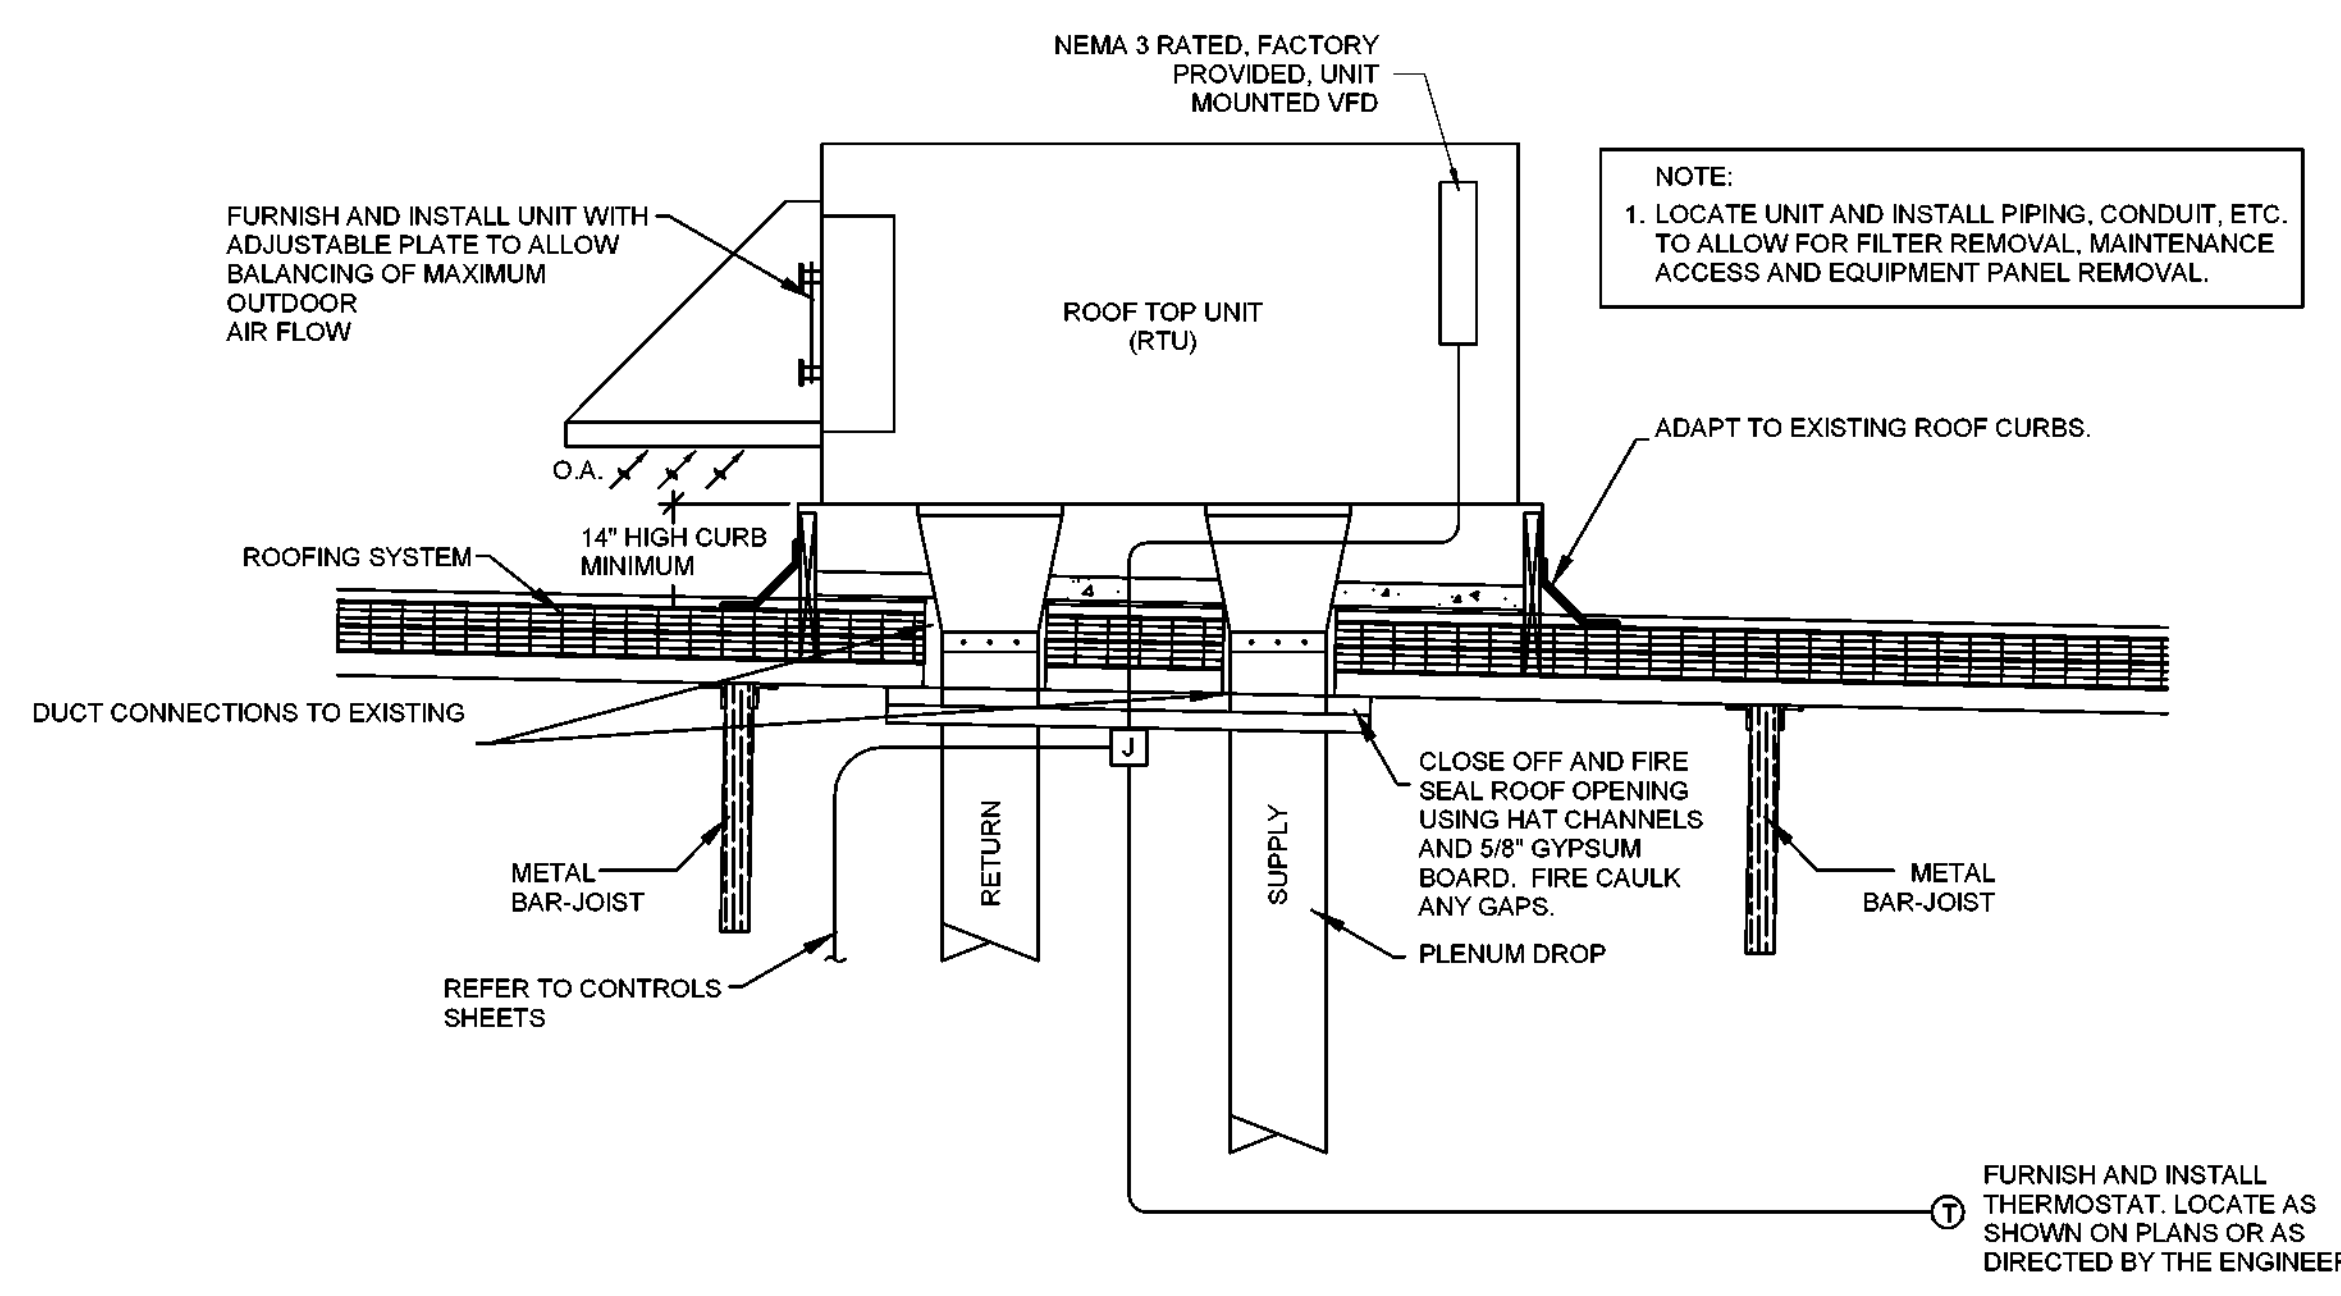 NEMA 3 RATED, FACTORY
PROVIDED, UNIT
MOUNTED VFD
NOTE:
1. LOCATE UNIT AND INSTALL PIPING, CONDUIT, ETC.
TO ALLOW FOR FILTER REMOVAL, MAINTENANCE
ACCESS AND EQUIPMENT PANEL REMOVAL.
FURNISH AND INSTALL UNIT WITH
ADJUSTABLE PLATE TO ALLOW
BALANCING OF MAXIMUM
OUTDOOR
AIR FLOW
ROOF TOP UNIT
(RTU)
ADAPT TO EXISTING ROOF CURBS.
O.A.
14" HIGH CURB
MINIMUM
ROOFING SYSTEM
DUCT CONNECTIONS TO EXISTING
J
CLOSE OFF AND FIRE
SEAL ROOF OPENING
USING HAT CHANNELS
AND 5/8" GYPSUM
BOARD. FIRE CAULK
ANY GAPS.
RETURN
SUPPLY
METAL
BAR-JOIST
METAL
BAR-JOIST
PLENUM DROP
REFER TO CONTROLS
SHEETS
T
FURNISH AND INSTALL
THERMOSTAT. LOCATE AS
SHOWN ON PLANS OR AS
DIRECTED BY THE ENGINEER